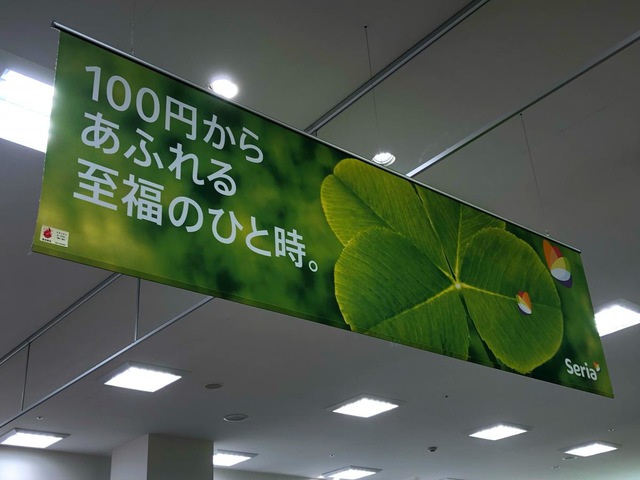 100円から
あふれる
至福のひと時。
Seria